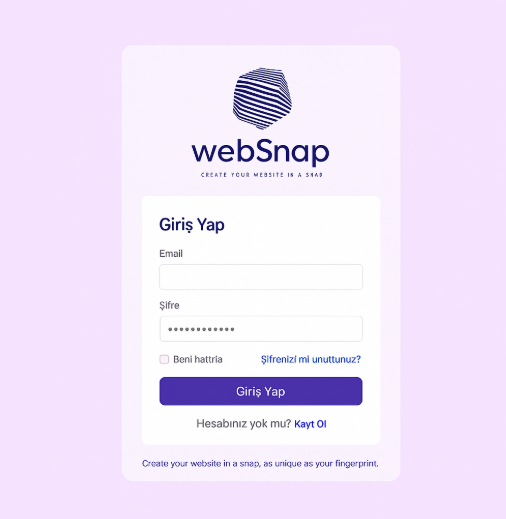 webSnap
CREATE YOUR WEBSITE IN A SNAP
Giriş Yap
Email
Şifre
Beni hattria
Şifrenizi mi unuttunuz?
Giriş Yap
Hesabınız yok mu? Kayt Ol
Create your website in a snap, as unique as your fingerprint.